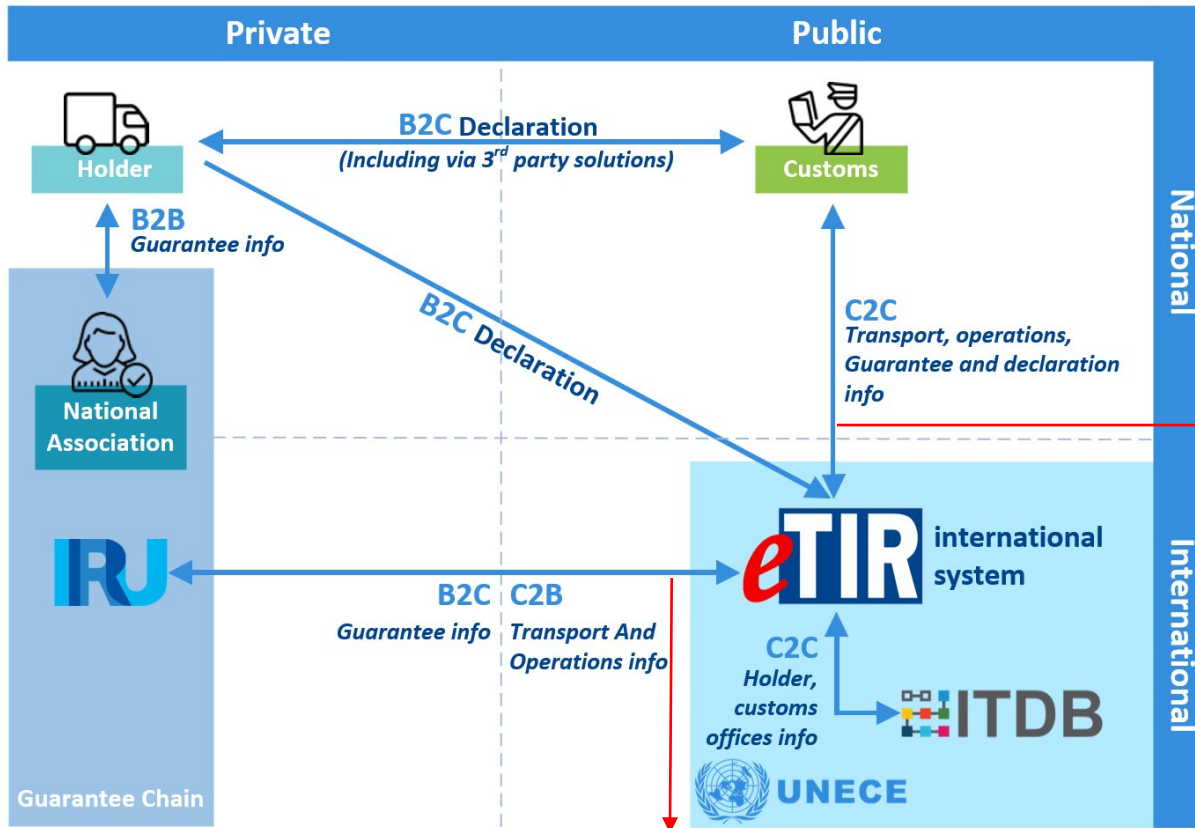 Private
Public
Holder
B2C Declaration
(Including via 3rd party solutions)
Customs
National
B2B
Guarantee info
B2C Declaration
C2C
Transport, operations,
Guarantee and declaration
info
National
Association
IRU
eTIR
international
system
International
B2C
Guarantee info
C2B
Transport And
Operations info
C2C
Holder,
customs
offices info
ITDB
UNECE
Guarantee Chain